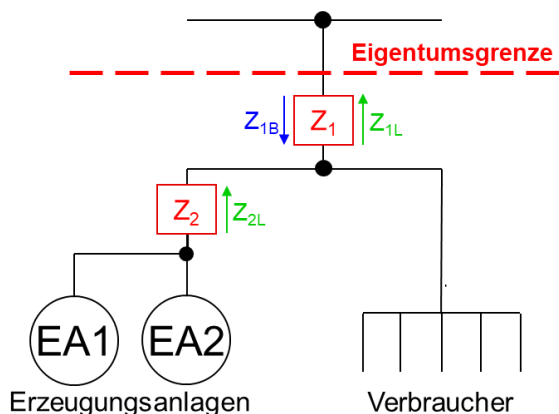 Eigentumsgrenze
Z1B
Z1
Z1L
Z2
Z2L
EA1
EA2
Erzeugungsanlagen
Verbraucher